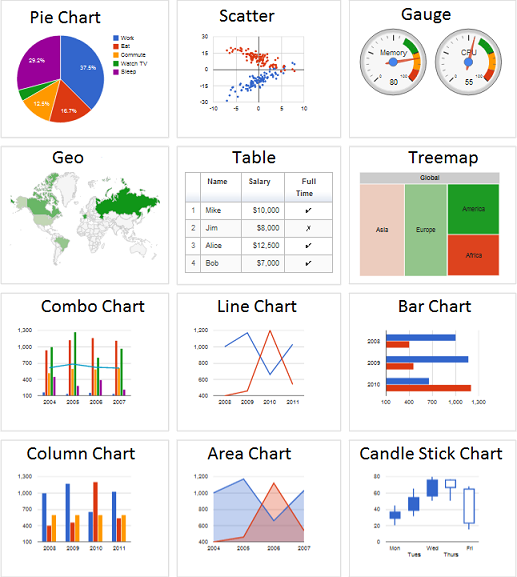 Pie Chart
Work
Eat
Commute
Watch TV
Sleep
29.2%
37.5%
12.5%
16.7%
Scatter
30
15
0
-15
-30
-10 -5 0 5 10
Gauge
Memory
0 100
80
CPU
0 100
55
Geo
Table
Name Salary Full Time
1 Mike $10,000 ✔
2 Jim $8,000 ✗
3 Alice $12,500 ✔
4 Bob $7,000 ✔
Treemap
Global
Asia
Europe
America
Africa
Combo Chart
1,300
1,000
700
400
100
2004 2005 2006 2007
Line Chart
1,200
1,000
800
600
400
2008 2009 2010 2011
Bar Chart
2008
2009
2010
100 400 700 1,000 1,300
Column Chart
1,300
1,000
700
400
100
2008 2009 2010 2011
Area Chart
1,200
1,000
800
600
400
2004 2005 2006 2007
Candle Stick Chart
80
60
40
20
0
Mon Wed Fri
Tues Thurs